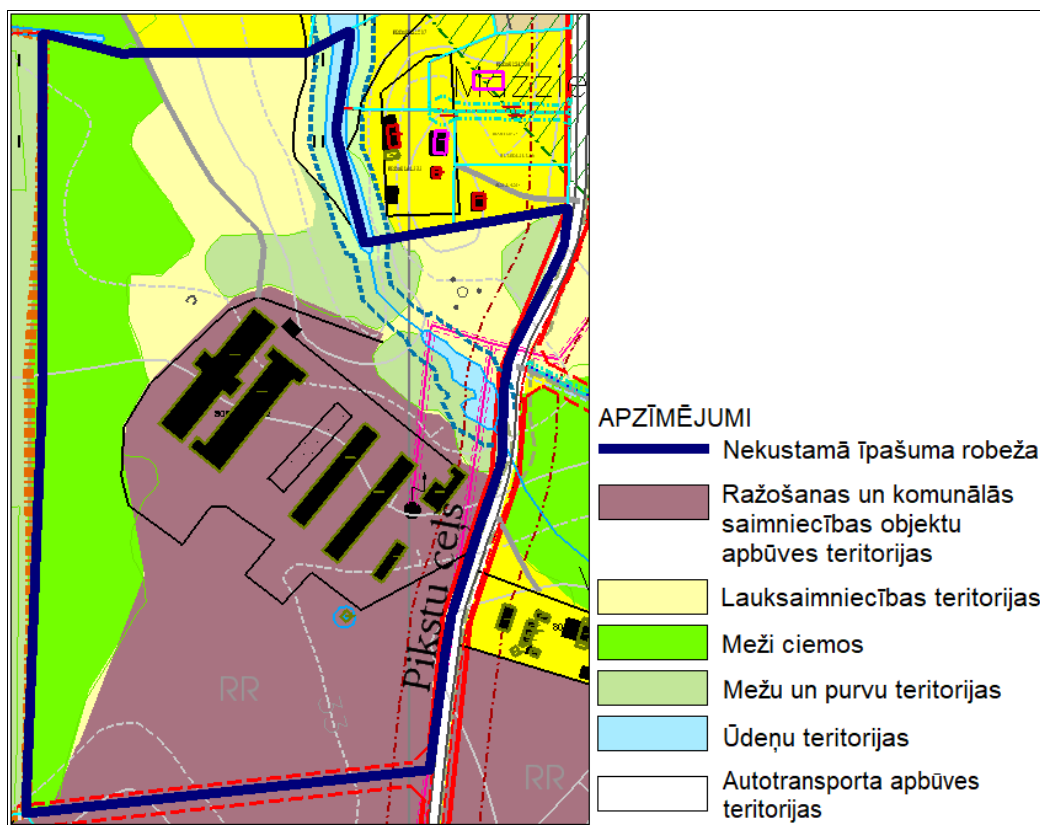 Mazzie
Pikstu ceļš
RR
33
RR
APZĪMĒJUMI
Nekustamā īpašuma robeža
Ražošanas un komunālās
saimniecības objektu
apbūves teritorijas
Lauksaimniecības teritorijas
Meži ciemos
Mežu un purvu teritorijas
Ūdeņu teritorijas
Autotransporta apbūves
teritorijas